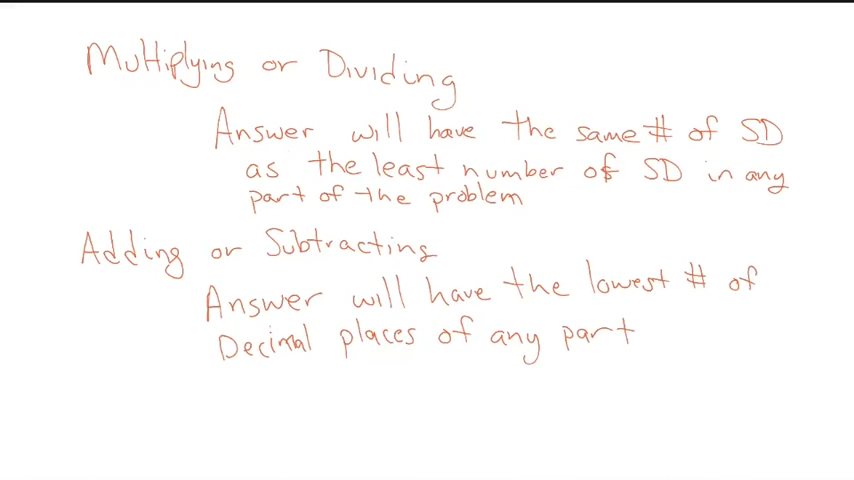 Multiplying or Dividing
Answer will have the same # of SD
as the least number of SD in any
part of the problem
Adding or Subtracting
Answer will have the lowest # of
Decimal places of any part